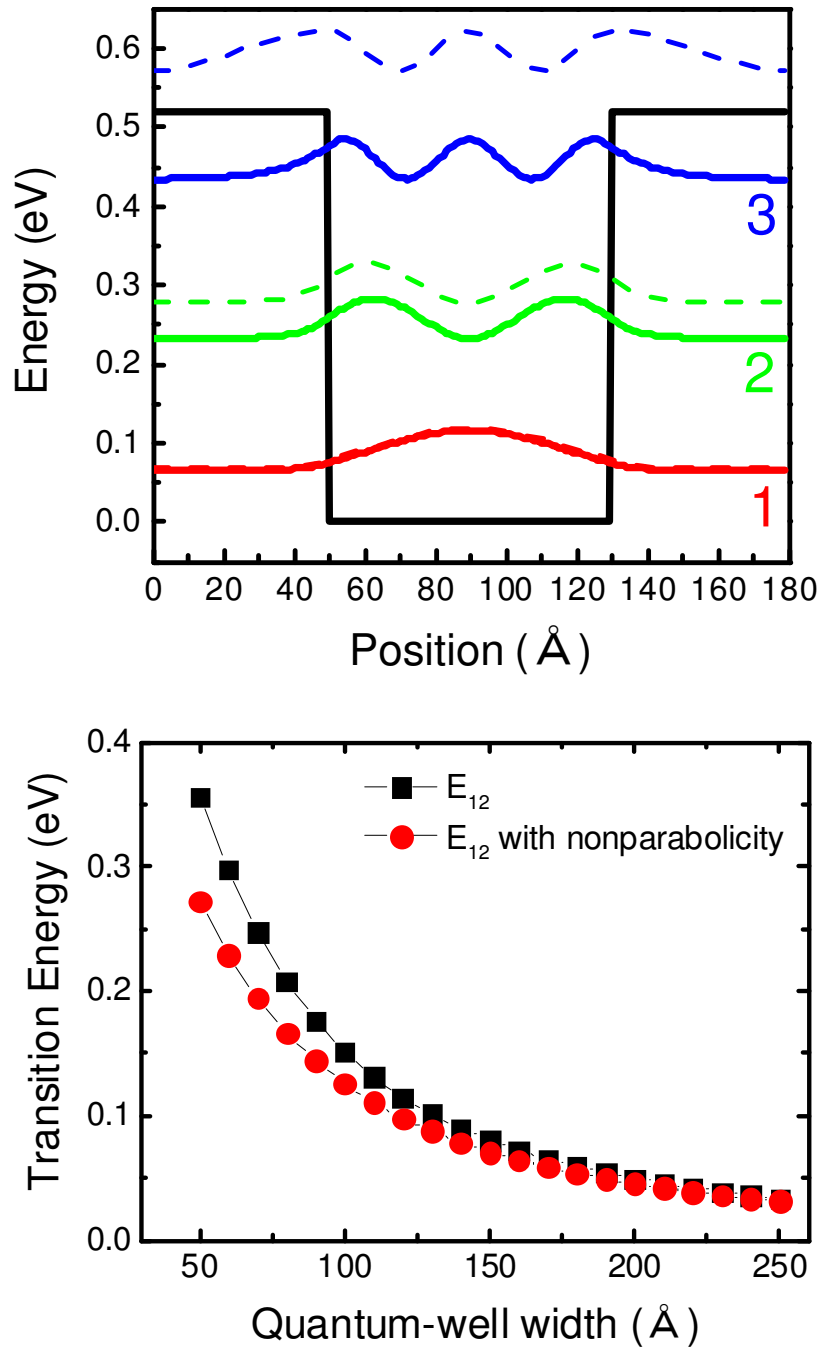 0.6
0.5
0.4
0.3
0.2
0.1
0.0
Energy (eV)
3
2
1
0 20 40 60 80 100 120 140 160 180
Position (Å)
0.4
0.3
0.2
0.1
0.0
Transition Energy (eV)
E₁₂
E₁₂ with nonparabolicity
50 100 150 200 250
Quantum-well width (Å)